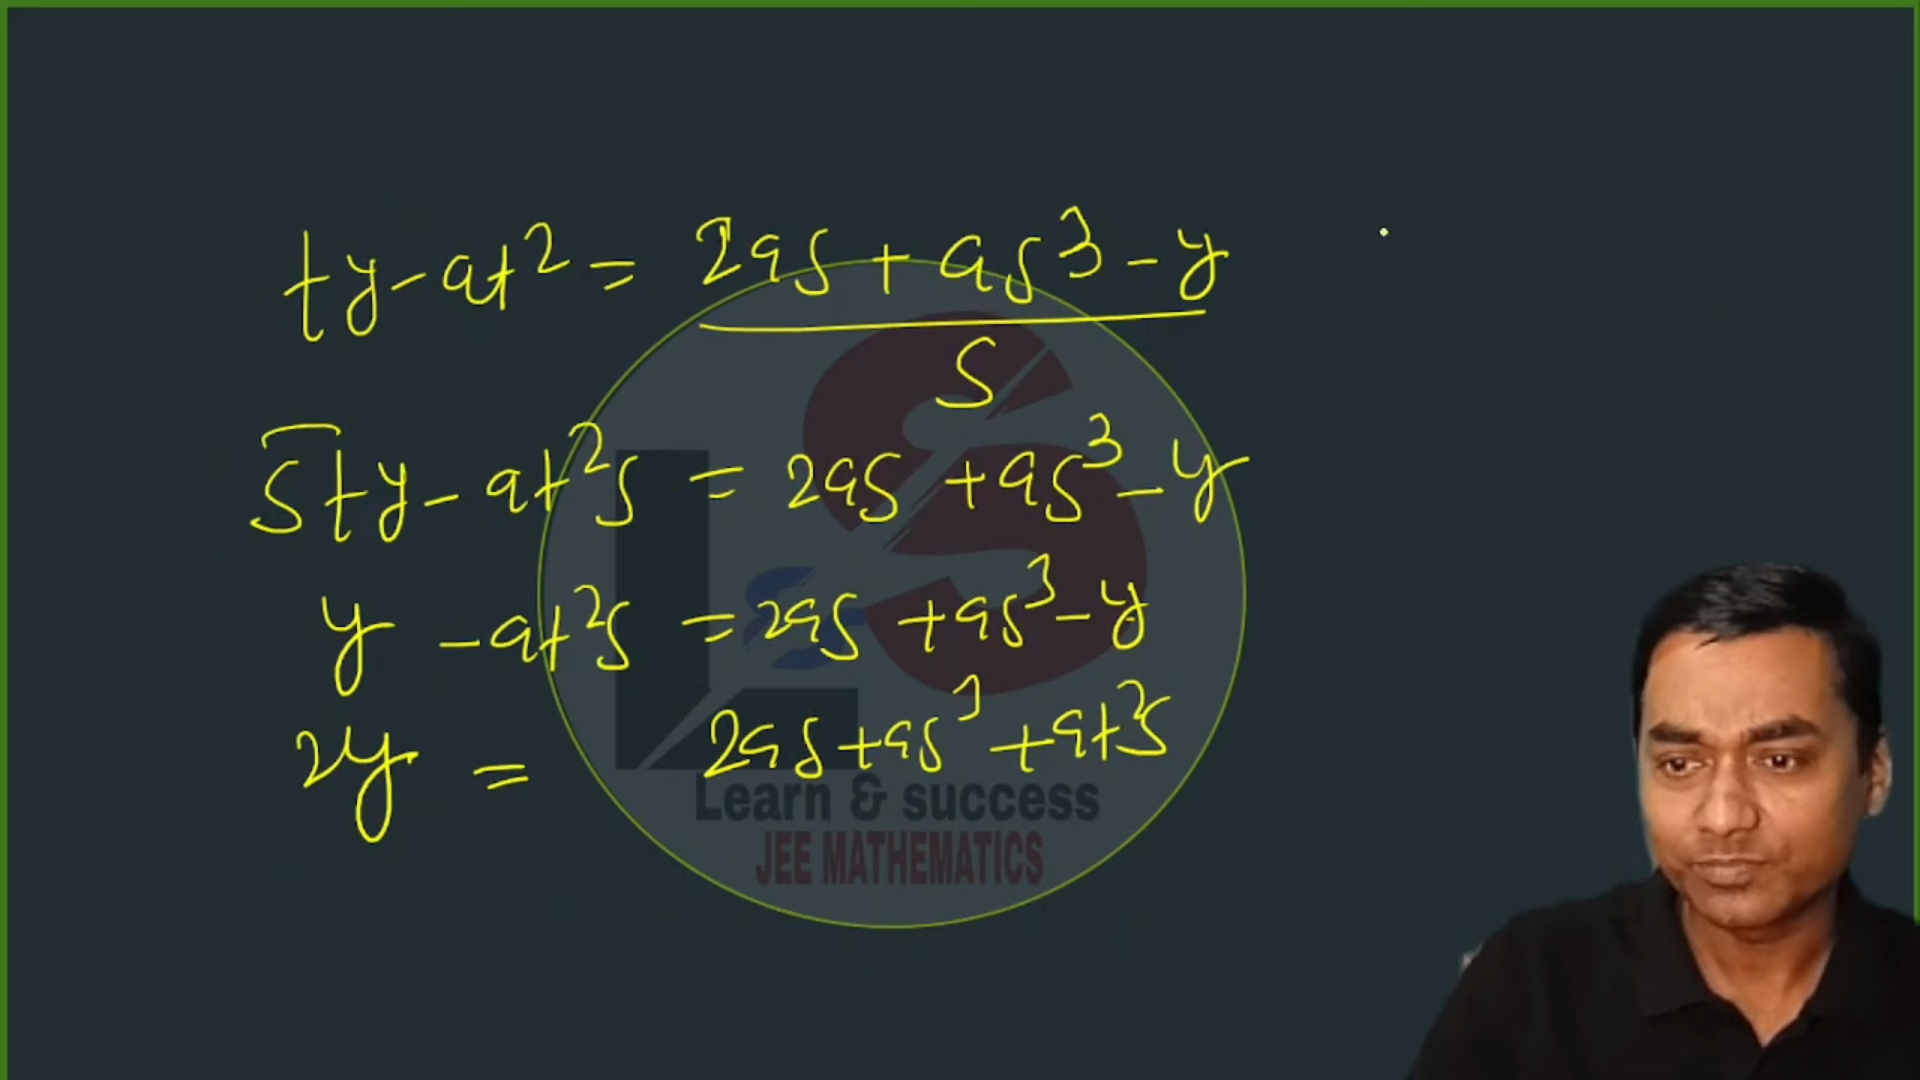 ty - at² = 2as + as³ - y
s
sty - at²s = 2as + as³ - y
y - at²s = 2as + as³ - y
2y = 2as + as³ + at²s
Learn & success
JEE MATHEMATICS